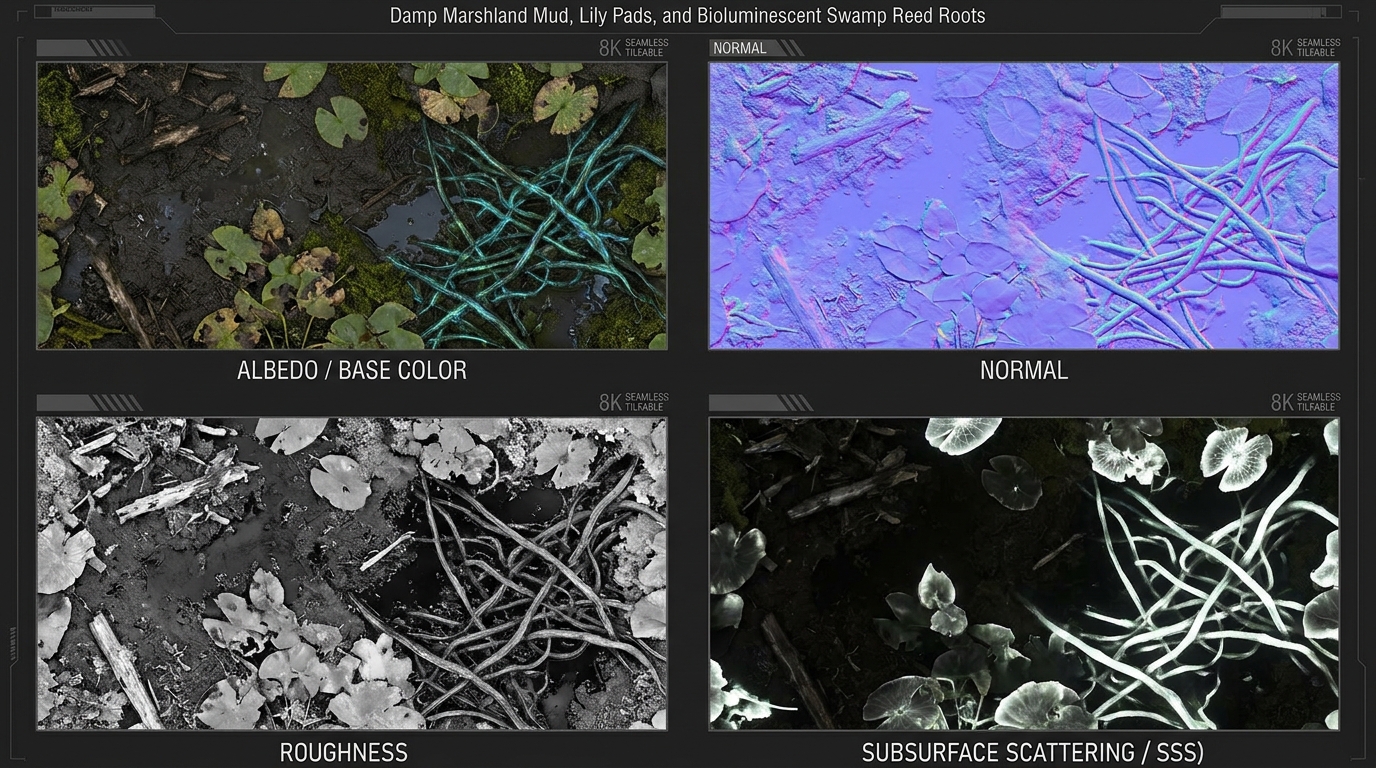 Damp Marshland Mud, Lily Pads, and Bioluminescent Swamp Reed Roots
8K SEAMLESS
TILEABLE
NORMAL
8K SEAMLESS
TILEABLE
ALBEDO / BASE COLOR
NORMAL
8K SEAMLESS
TILEABLE
8K SEAMLESS
TILEABLE
ROUGHNESS
SUBSURFACE SCATTERING / SSS)